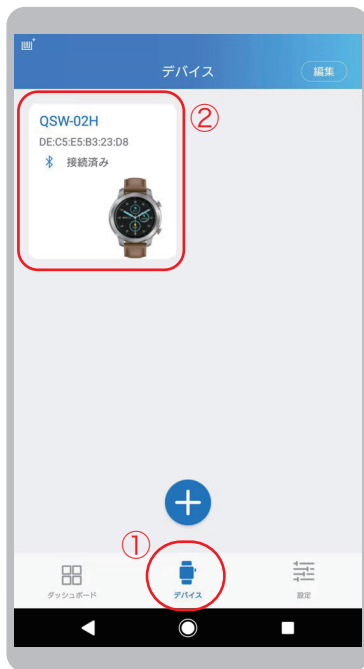 デバイス
編集
②
QSW-02H
DE:C5:E5:B3:23:D8
接続済み
①
ダッシュボード
デバイス
設定